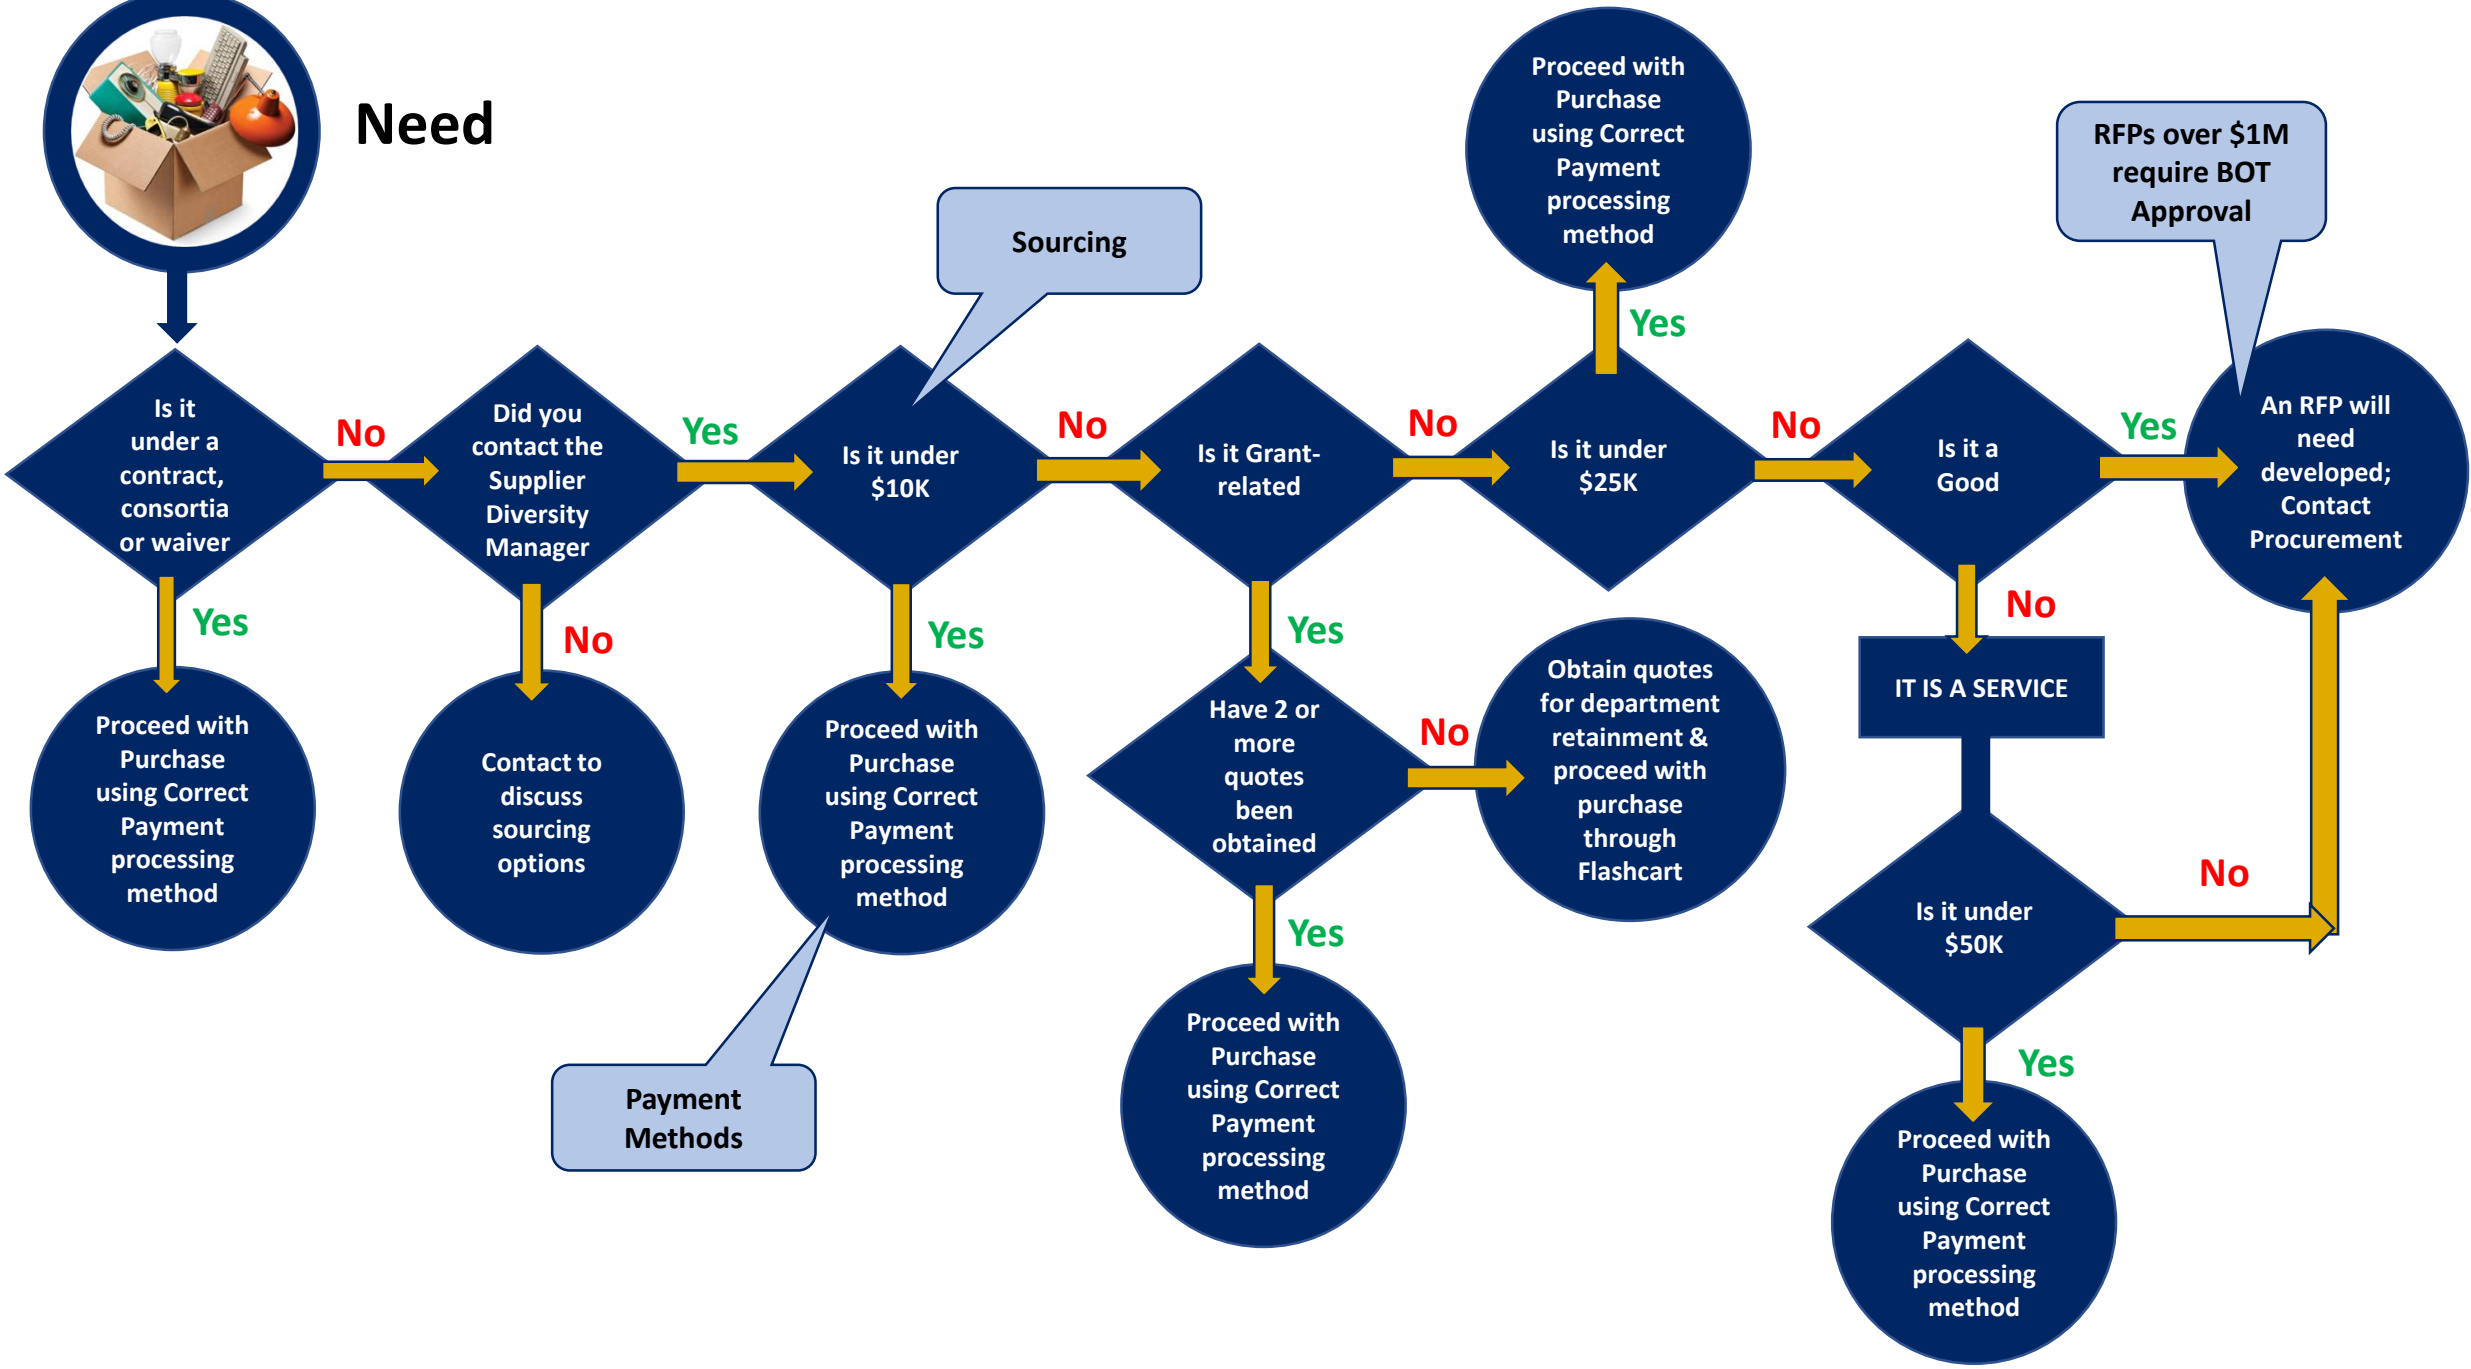 Need
Proceed with
Purchase
using Correct
Payment
processing
method
RFPs over $1M
require BOT
Approval
Sourcing
Yes
Is it
under a
contract,
consortia
or waiver
No
Did you
contact the
Supplier
Diversity
Manager
Yes
Is it under
$10K
No
Is it Grant-
related
No
Is it under
$25K
No
Is it a
Good
Yes
An RFP will
need
developed;
Contact
Procurement
Yes
No
Yes
Yes
No
Proceed with
Purchase
using Correct
Payment
processing
method
Contact to
discuss
sourcing
options
Proceed with
Purchase
using Correct
Payment
processing
method
Have 2 or
more
quotes
been
obtained
No
Obtain quotes
for department
retainment &
proceed with
purchase
through
Flashcart
IT IS A SERVICE
Is it under
$50K
No
Yes
Yes
Payment
Methods
Proceed with
Purchase
using Correct
Payment
processing
method
Proceed with
Purchase
using Correct
Payment
processing
method